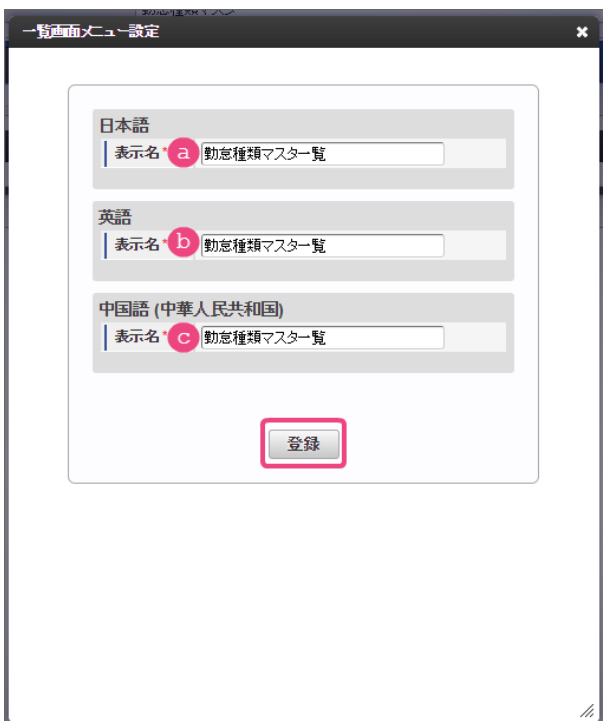 一覧画面メニュー設定
日本語
表示名* a 勤怠種類マスタ一覧
英語
表示名* b 勤怠種類マスタ一覧
中国語 (中華人民共和国)
表示名* c 勤怠種類マスタ一覧
登録